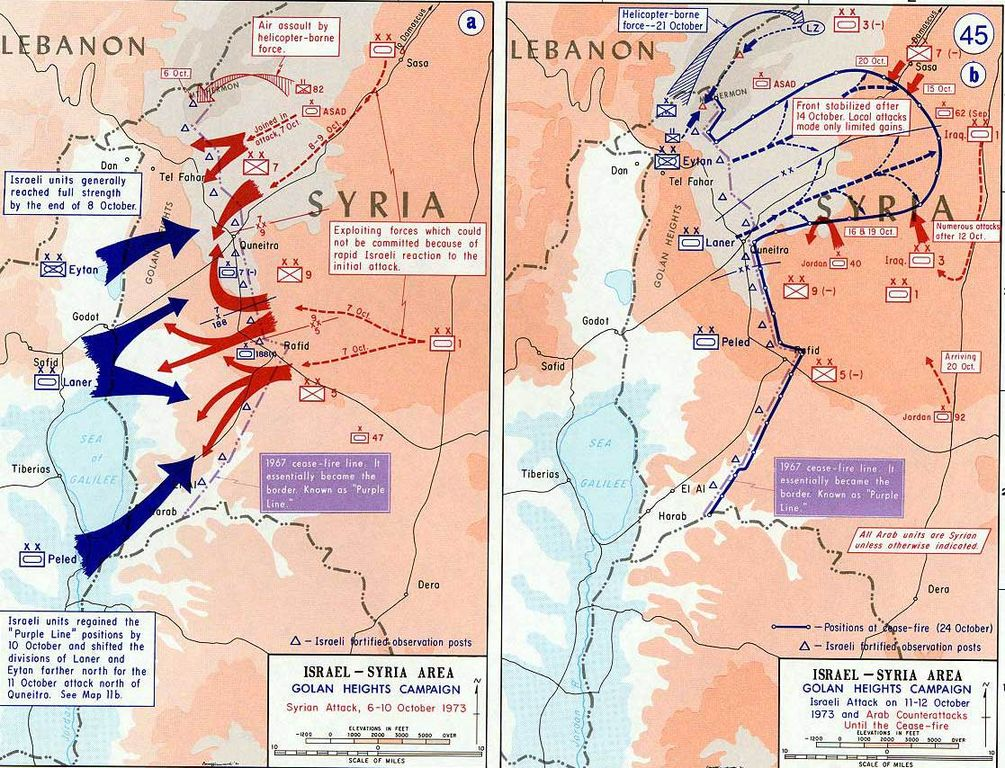 LEBANON
a
Air assault by
helicopter-borne
force.
to Damascus
Sasa
6 Oct.
MT HERMON
82
ASAD
Joined in
attack, 7 Oct.
8-9 Oct.
X X
7
Dan
Tel Fahar
Israeli units generally
reached full strength
by the end of 8 October.
GOLAN HEIGHTS
SYRIA
7
XX
9
Quneitra
Exploiting forces which could
not be committed because of
rapid Israeli reaction to the
initial attack.
X X
Eytan
7 (-)
X X
9
Godot
7
X
188
9
XX
5
7 Oct.
Rafid
188(-)
7 Oct.
X X
1
Safid
X X
Laner
X X
5
47
SEA
of
GALILEE
Tiberias
El Al
1967 cease-fire line. It
essentially became the
border. Known as "Purple
Line."
Harab
X X
Peled
Dera
Israeli units regained the
"Purple Line" positions by
10 October and shifted the
divisions of Laner and
Eytan farther north for the
11 October attack north of
Quneitra. See Map 11b.
– Israeli fortified observation posts
ISRAEL – SYRIA AREA
GOLAN HEIGHTS CAMPAIGN
Syrian Attack, 6-10 October 1973
ELEVATIONS IN FEET
-1200 0 1000 2000 3000 5000 OVER
10 0 10
SCALE OF MILES
LEBANON
Helicopter-borne
force--21 October
LZ
X X
3 (-)
45
b
Damascus
X X
7 (-)
20 Oct.
Sasa
15 Oct.
ASAD
HERMON
Front stabilized after
14 October. Local attacks
made only limited gains.
62 (Sep)
Iraq.
X X
1
Dan
X X
Eytan
Tel Fahar
XX
SYRIA
GOLAN HEIGHTS
X X
Laner
Quneitra
16 & 19 Oct.
Numerous attacks
after 12 Oct.
Jordan
40
Iraq.
X X
3
XX
X X
9 (-)
X X
1
Godot
X X
Peled
Rafid
Safid
X X
5 (-)
Arriving
20 Oct.
Jordan
92
SEA
of
GALILEE
Tiberias
El Al
1967 cease-fire line. It
essentially became the
border. Known as "Purple
Line."
Harab
All Arab units are Syrian
unless otherwise indicated.
Dera
– Positions at cease-fire (24 October)
– Israeli fortified observation posts
ISRAEL – SYRIA AREA
GOLAN HEIGHTS CAMPAIGN
Israeli Attack on 11-12 October
1973 and Arab Counterattacks
Until the Cease-fire
ELEVATIONS IN FEET
-1200 0 1000 2000 3000 5000 OVER
10 0 10
SCALE OF MILES